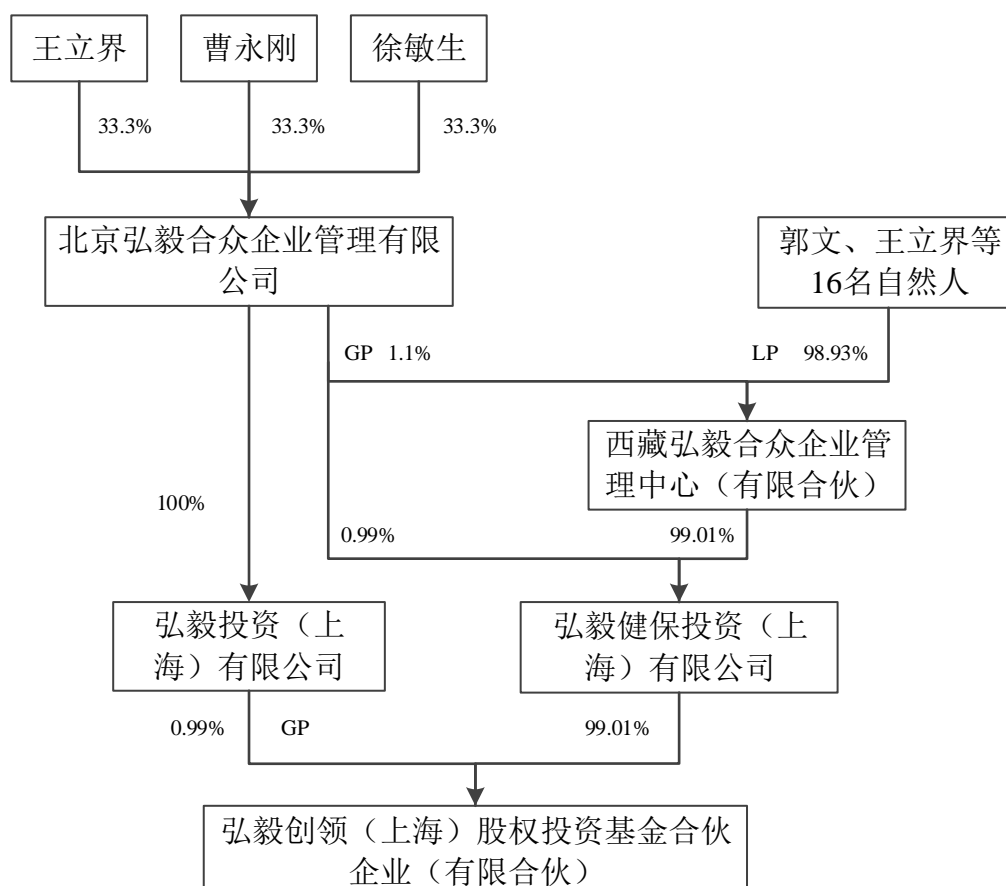 王立界
曹永刚
徐敏生
33.3%
33.3%
33.3%
北京弘毅合众企业管理有限
公司
郭文、王立界等
16名自然人
GP 1.1%
LP 98.93%
西藏弘毅合众企业管
理中心（有限合伙）
100%
0.99%
99.01%
弘毅投资（上
海）有限公司
弘毅健保投资（上
海）有限公司
0.99%
GP
99.01%
弘毅创领（上海）股权投资基金合伙
企业（有限合伙）